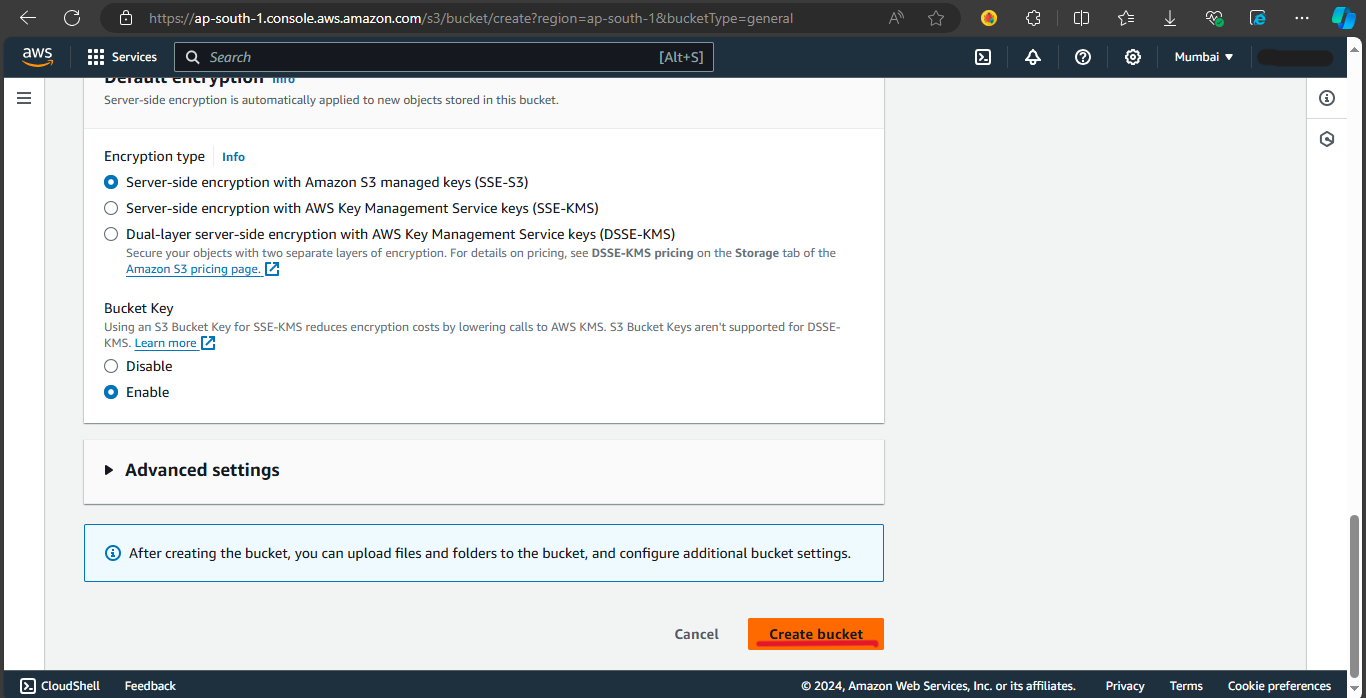 https://ap-south-1.console.aws.amazon.com/s3/bucket/create?region=ap-south-1&bucketType=general
aws
Services
Search
[Alt+S]
Mumbai
Default encryption Info
Server-side encryption is automatically applied to new objects stored in this bucket.
Encryption type
Info
Server-side encryption with Amazon S3 managed keys (SSE-S3)
Server-side encryption with AWS Key Management Service keys (SSE-KMS)
Dual-layer server-side encryption with AWS Key Management Service keys (DSSE-KMS)
Secure your objects with two separate layers of encryption. For details on pricing, see DSSE-KMS pricing on the Storage tab of the
Amazon S3 pricing page.
Bucket Key
Using an S3 Bucket Key for SSE-KMS reduces encryption costs by lowering calls to AWS KMS. S3 Bucket Keys aren't supported for DSSE-
KMS. Learn more
Disable
Enable
Advanced settings
After creating the bucket, you can upload files and folders to the bucket, and configure additional bucket settings.
Cancel
Create bucket
CloudShell
Feedback
© 2024, Amazon Web Services, Inc. or its affiliates.
Privacy
Terms
Cookie preferences